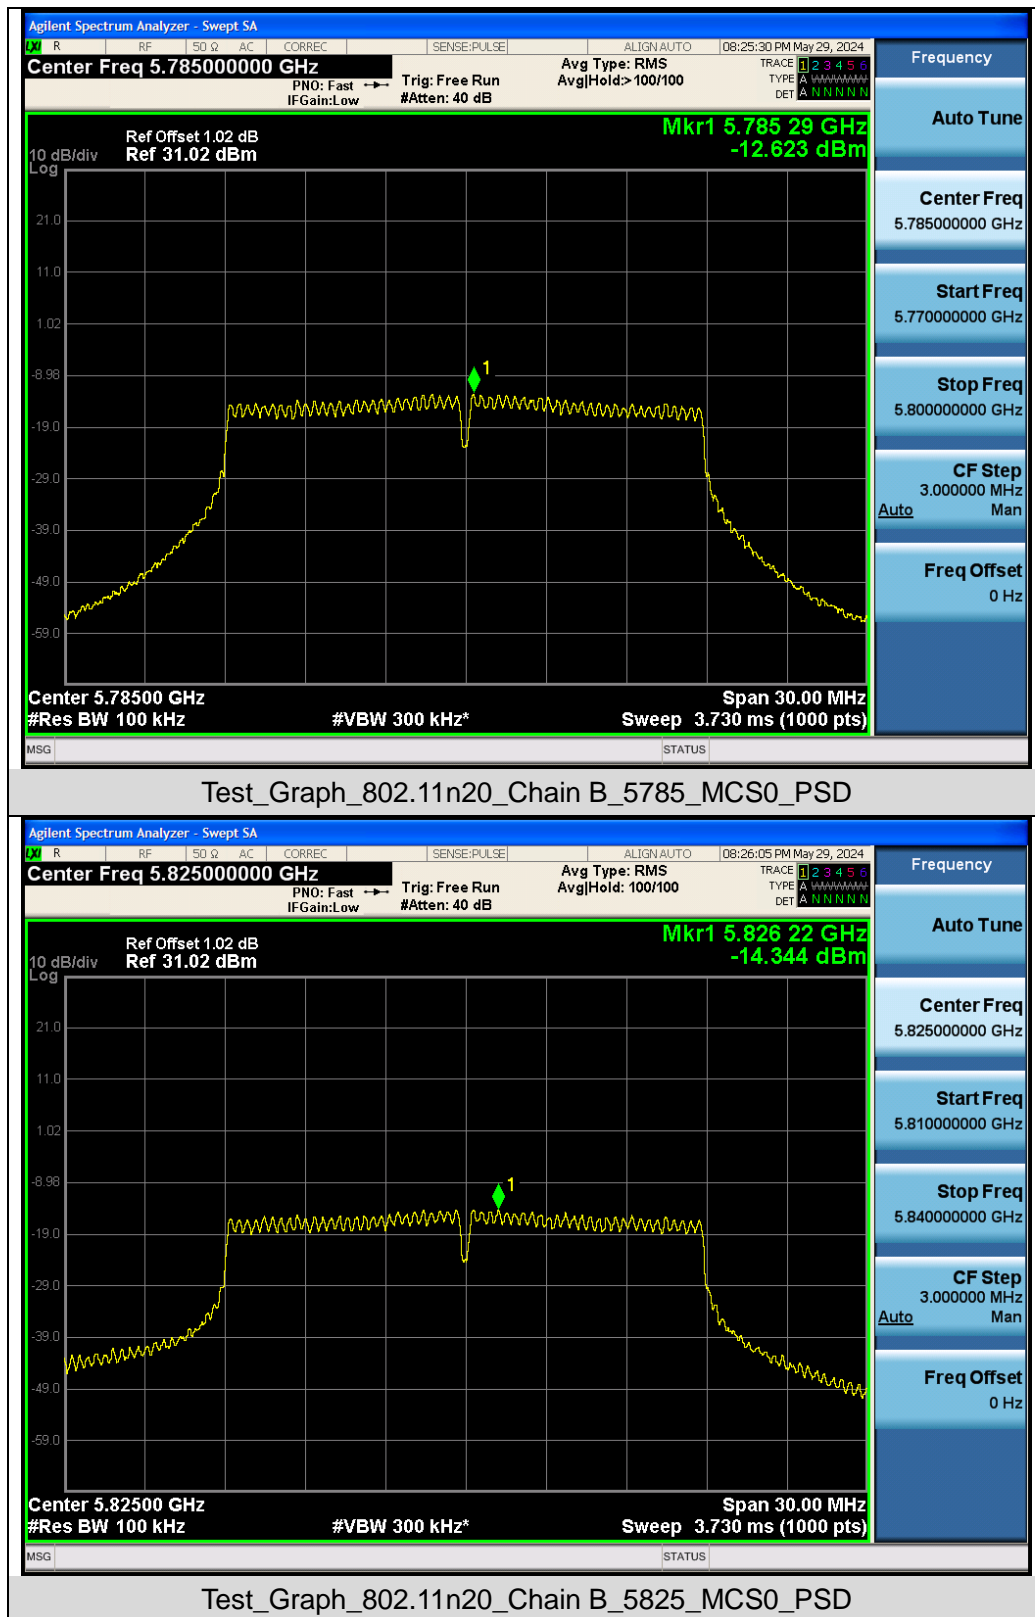 Agilent Spectrum Analyzer - Swept SA
LXI R RF 50 Ω AC CORREC SENSE:PULSE ALIGN AUTO 08:25:30 PM May 29, 2024
Center Freq 5.785000000 GHz
PNO: Fast
IFGain:Low
Trig: Free Run
#Atten: 40 dB
Avg Type: RMS
Avg|Hold:>100/100
TRACE 1 2 3 4 5 6
TYPE A WWWWW
DET A N N N N N
Frequency
Auto Tune
Center Freq
5.785000000 GHz
Start Freq
5.770000000 GHz
Stop Freq
5.800000000 GHz
CF Step
3.000000 MHz
Auto Man
Freq Offset
0 Hz
Mkr1 5.785 29 GHz
-12.623 dBm
Ref Offset 1.02 dB
10 dB/div Ref 31.02 dBm
Log
21.0
11.0
1.02
-8.98
-19.0
-29.0
-39.0
-49.0
-59.0
1
Center 5.78500 GHz Span 30.00 MHz
#Res BW 100 kHz #VBW 300 kHz* Sweep 3.730 ms (1000 pts)
MSG STATUS
Test_Graph_802.11n20_Chain B_5785_MCS0_PSD
Agilent Spectrum Analyzer - Swept SA
LXI R RF 50 Ω AC CORREC SENSE:PULSE ALIGN AUTO 08:26:05 PM May 29, 2024
Center Freq 5.825000000 GHz
PNO: Fast
IFGain:Low
Trig: Free Run
#Atten: 40 dB
Avg Type: RMS
Avg|Hold: 100/100
TRACE 1 2 3 4 5 6
TYPE A WWWWW
DET A N N N N N
Frequency
Auto Tune
Center Freq
5.825000000 GHz
Start Freq
5.810000000 GHz
Stop Freq
5.840000000 GHz
CF Step
3.000000 MHz
Auto Man
Freq Offset
0 Hz
Mkr1 5.826 22 GHz
-14.344 dBm
Ref Offset 1.02 dB
10 dB/div Ref 31.02 dBm
Log
21.0
11.0
1.02
-8.98
-19.0
-29.0
-39.0
-49.0
-59.0
1
Center 5.82500 GHz Span 30.00 MHz
#Res BW 100 kHz #VBW 300 kHz* Sweep 3.730 ms (1000 pts)
MSG STATUS
Test_Graph_802.11n20_Chain B_5825_MCS0_PSD